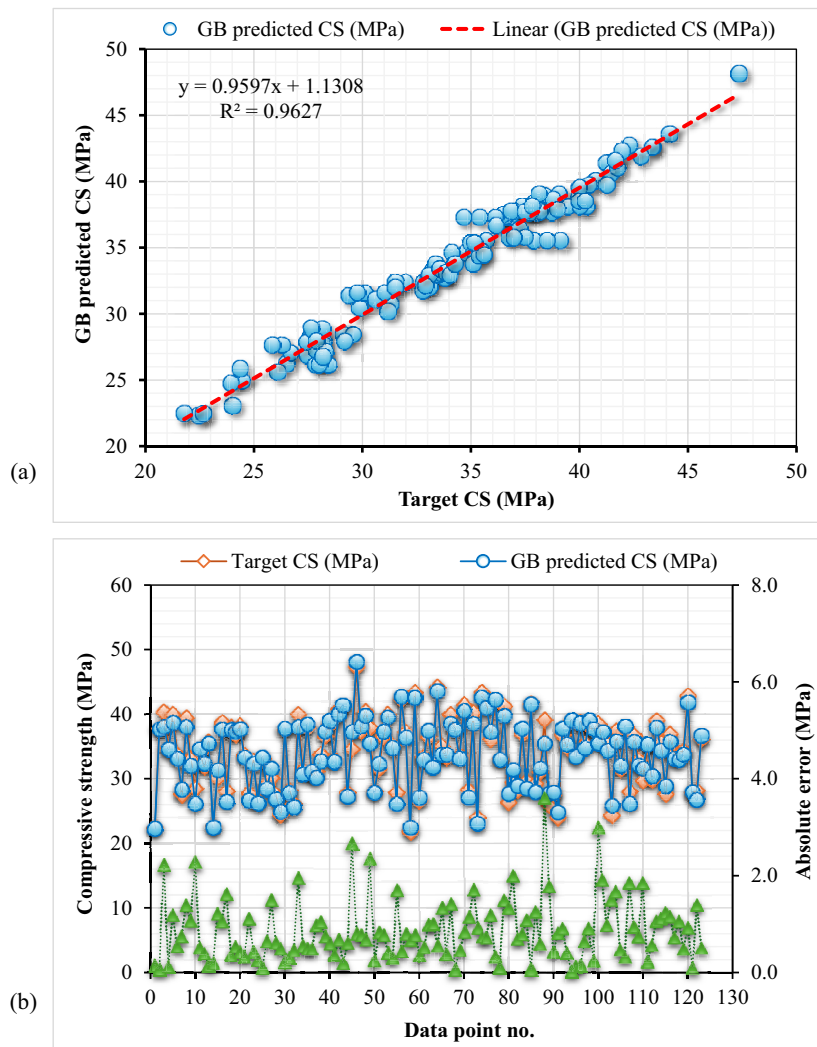 GB predicted CS (MPa) Linear (GB predicted CS (MPa))
y = 0.9597x + 1.1308
R² = 0.9627
50
45
40
35
30
25
20
GB predicted CS (MPa)
20 25 30 35 40 45 50
Target CS (MPa)
(a)
Target CS (MPa) GB predicted CS (MPa)
60
50
40
30
20
10
0
Compressive strength (MPa)
8.0
6.0
4.0
2.0
0.0
Absolute error (MPa)
0 10 20 30 40 50 60 70 80 90 100 110 120 130
Data point no.
(b)